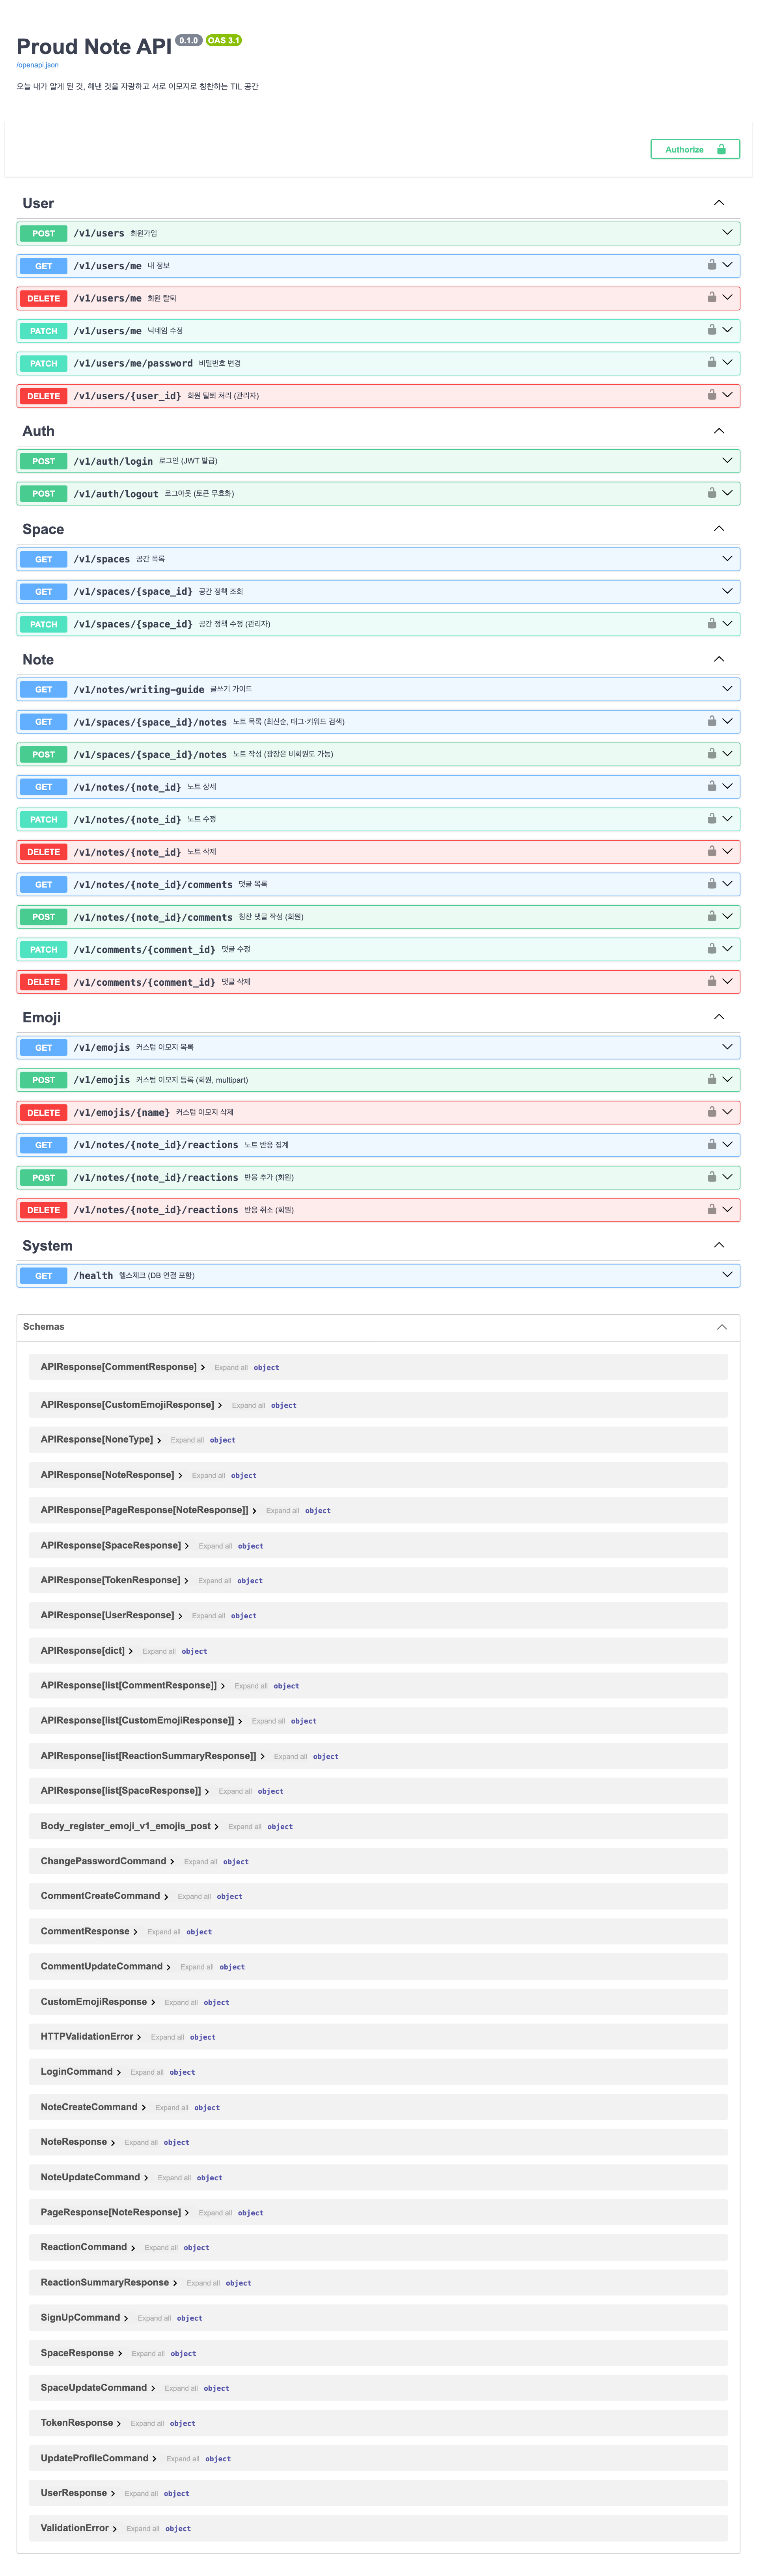 Proud Note API 0.1.0 OAS 3.1
/openapi.json
오늘 내가 알게 된 것, 해낸 것을 자랑하고 서로 이모지로 칭찬하는 TIL 공간
Authorize
User
POST /v1/users 회원가입
GET /v1/users/me 내 정보
DELETE /v1/users/me 회원 탈퇴
PATCH /v1/users/me 닉네임 수정
PATCH /v1/users/me/password 비밀번호 변경
DELETE /v1/users/{user_id} 회원 탈퇴 처리 (관리자)
Auth
POST /v1/auth/login 로그인 (JWT 발급)
POST /v1/auth/logout 로그아웃 (토큰 무효화)
Space
GET /v1/spaces 공간 목록
GET /v1/spaces/{space_id} 공간 정책 조회
PATCH /v1/spaces/{space_id} 공간 정책 수정 (관리자)
Note
GET /v1/notes/writing-guide 글쓰기 가이드
GET /v1/spaces/{space_id}/notes 노트 목록 (최신순, 태그·키워드 검색)
POST /v1/spaces/{space_id}/notes 노트 작성 (광장은 비회원도 가능)
GET /v1/notes/{note_id} 노트 상세
PATCH /v1/notes/{note_id} 노트 수정
DELETE /v1/notes/{note_id} 노트 삭제
GET /v1/notes/{note_id}/comments 댓글 목록
POST /v1/notes/{note_id}/comments 칭찬 댓글 작성 (회원)
PATCH /v1/comments/{comment_id} 댓글 수정
DELETE /v1/comments/{comment_id} 댓글 삭제
Emoji
GET /v1/emojis 커스텀 이모지 목록
POST /v1/emojis 커스텀 이모지 등록 (회원, multipart)
DELETE /v1/emojis/{name} 커스텀 이모지 삭제
GET /v1/notes/{note_id}/reactions 노트 반응 집계
POST /v1/notes/{note_id}/reactions 반응 추가 (회원)
DELETE /v1/notes/{note_id}/reactions 반응 취소 (회원)
System
GET /health 헬스체크 (DB 연결 포함)
Schemas
APIResponse[CommentResponse] Expand all object
APIResponse[CustomEmojiResponse] Expand all object
APIResponse[NoneType] Expand all object
APIResponse[NoteResponse] Expand all object
APIResponse[PageResponse[NoteResponse]] Expand all object
APIResponse[SpaceResponse] Expand all object
APIResponse[TokenResponse] Expand all object
APIResponse[UserResponse] Expand all object
APIResponse[dict] Expand all object
APIResponse[list[CommentResponse]] Expand all object
APIResponse[list[CustomEmojiResponse]] Expand all object
APIResponse[list[ReactionSummaryResponse]] Expand all object
APIResponse[list[SpaceResponse]] Expand all object
Body_register_emoji_v1_emojis_post Expand all object
ChangePasswordCommand Expand all object
CommentCreateCommand Expand all object
CommentResponse Expand all object
CommentUpdateCommand Expand all object
CustomEmojiResponse Expand all object
HTTPValidationError Expand all object
LoginCommand Expand all object
NoteCreateCommand Expand all object
NoteResponse Expand all object
NoteUpdateCommand Expand all object
PageResponse[NoteResponse] Expand all object
ReactionCommand Expand all object
ReactionSummaryResponse Expand all object
SignUpCommand Expand all object
SpaceResponse Expand all object
SpaceUpdateCommand Expand all object
TokenResponse Expand all object
UpdateProfileCommand Expand all object
UserResponse Expand all object
ValidationError Expand all object